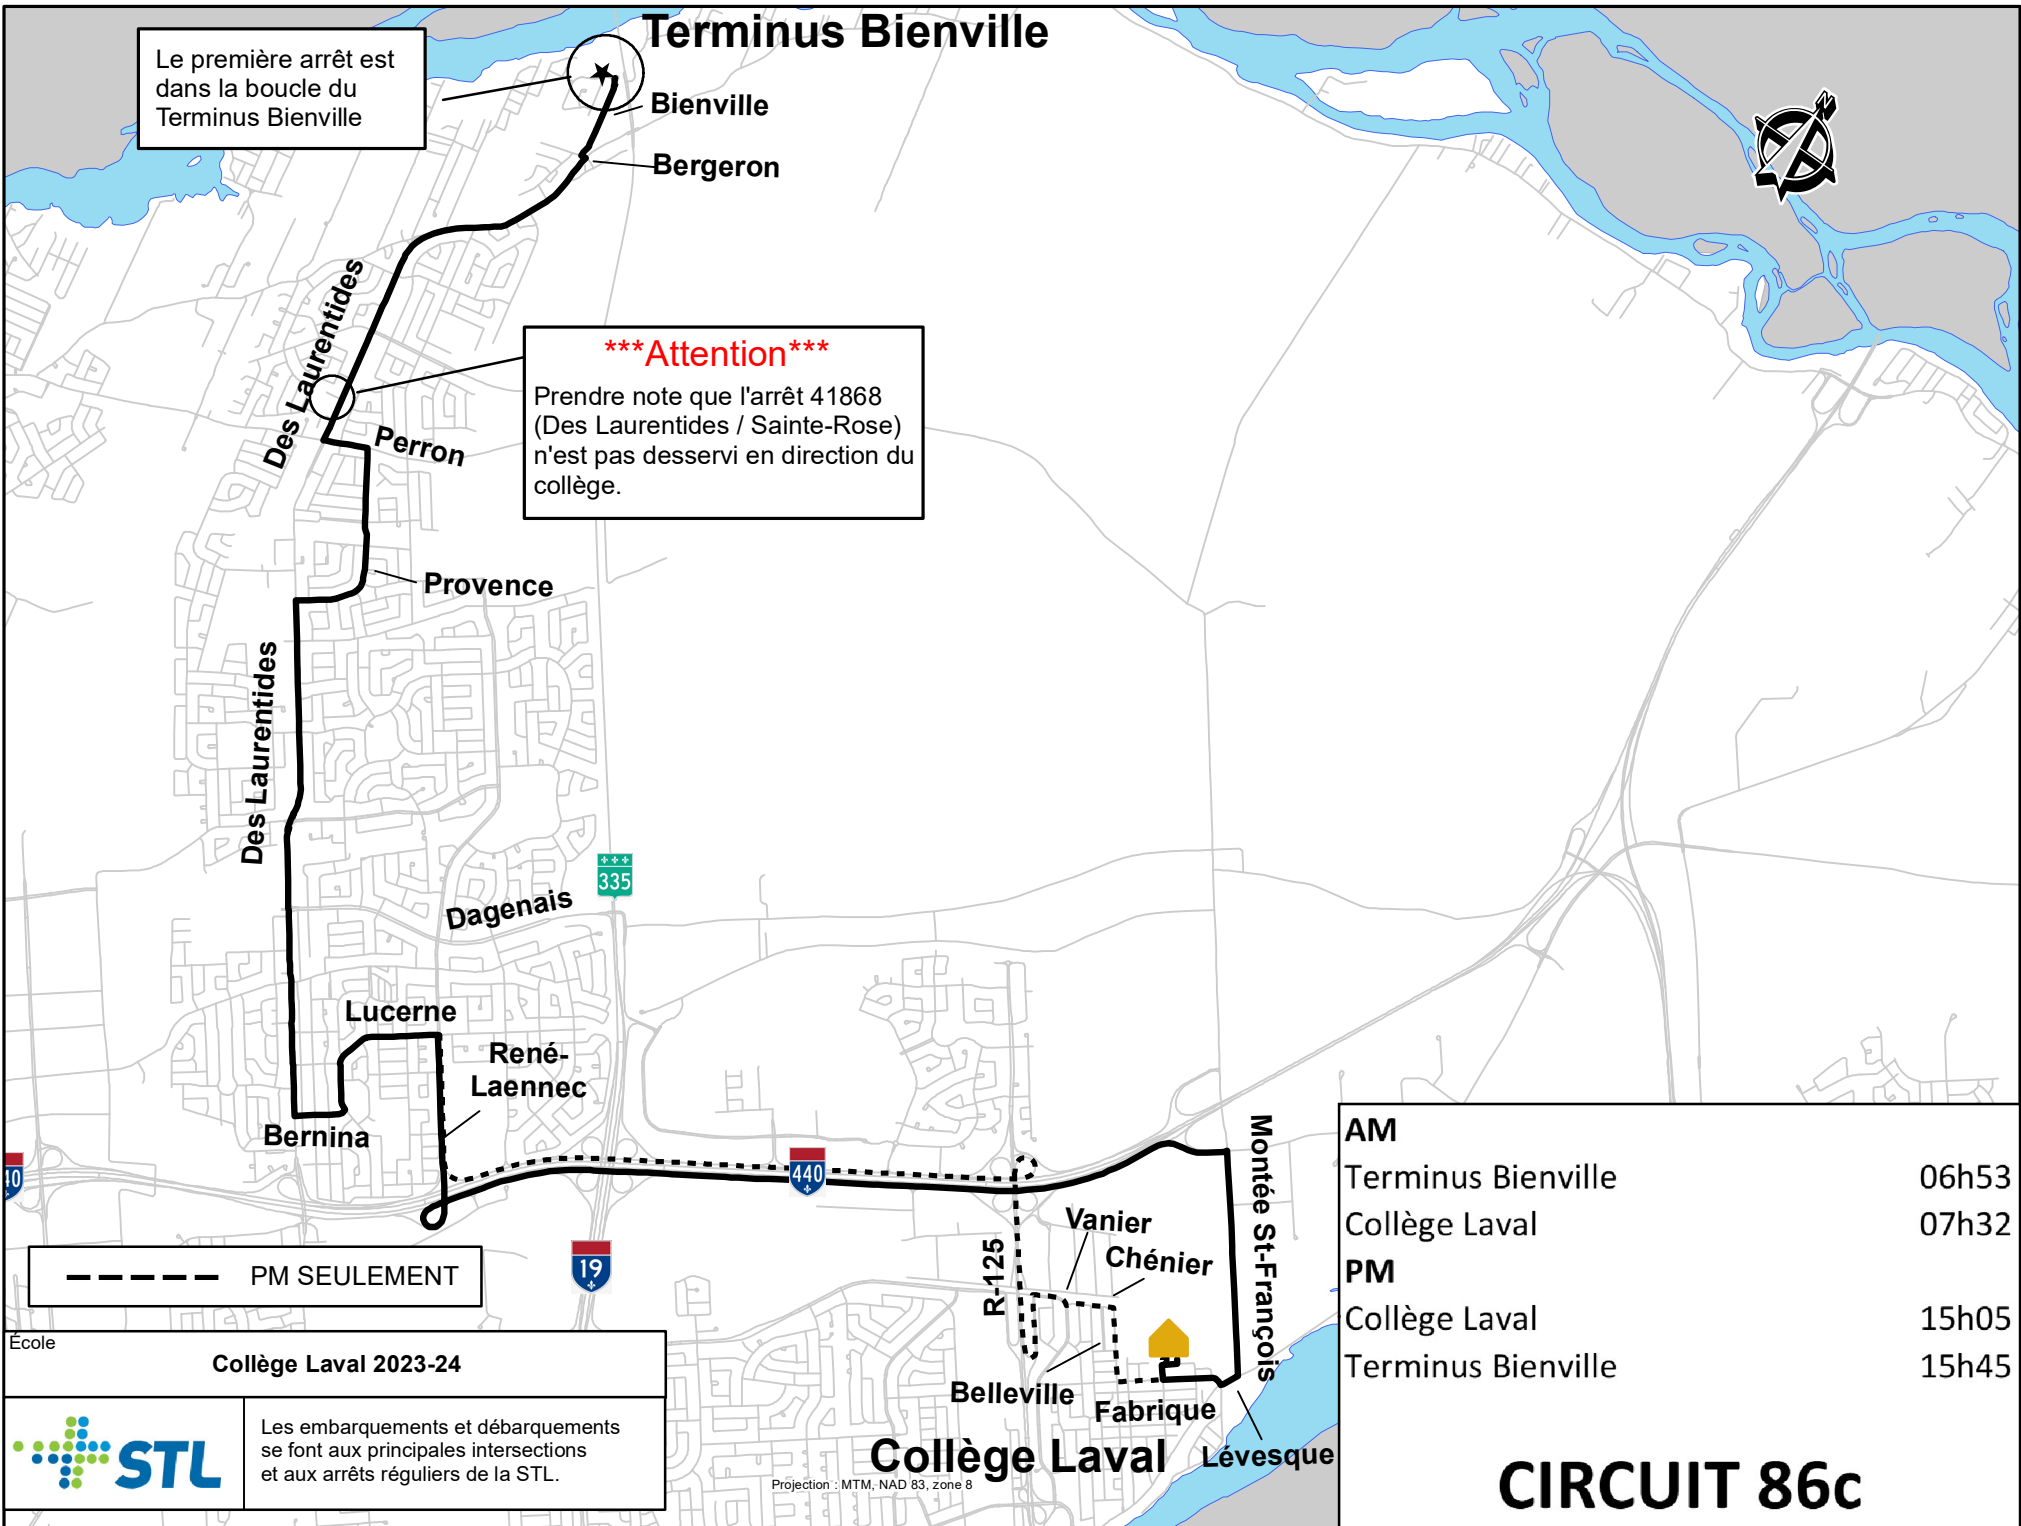 Terminus Bienville
Le première arrêt est
dans la boucle du
Terminus Bienville
Bienville
Bergeron
N
Des Laurentides
***Attention***
Prendre note que l'arrêt 41868
(Des Laurentides / Sainte-Rose)
n'est pas desservi en direction du
collège.
Perron
Provence
Des Laurentides
335
Dagenais
Lucerne
René-
Laennec
Bernina
40
440
Montée St-François
Vanier
Chénier
R-125
19
PM SEULEMENT
Belleville
Fabrique
Lévesque
Collège Laval
Projection : MTM, NAD 83, zone 8
École
Collège Laval 2023-24
STL
Les embarquements et débarquements
se font aux principales intersections
et aux arrêts réguliers de la STL.
AM
Terminus Bienville 06h53
Collège Laval 07h32
PM
Collège Laval 15h05
Terminus Bienville 15h45
CIRCUIT 86c